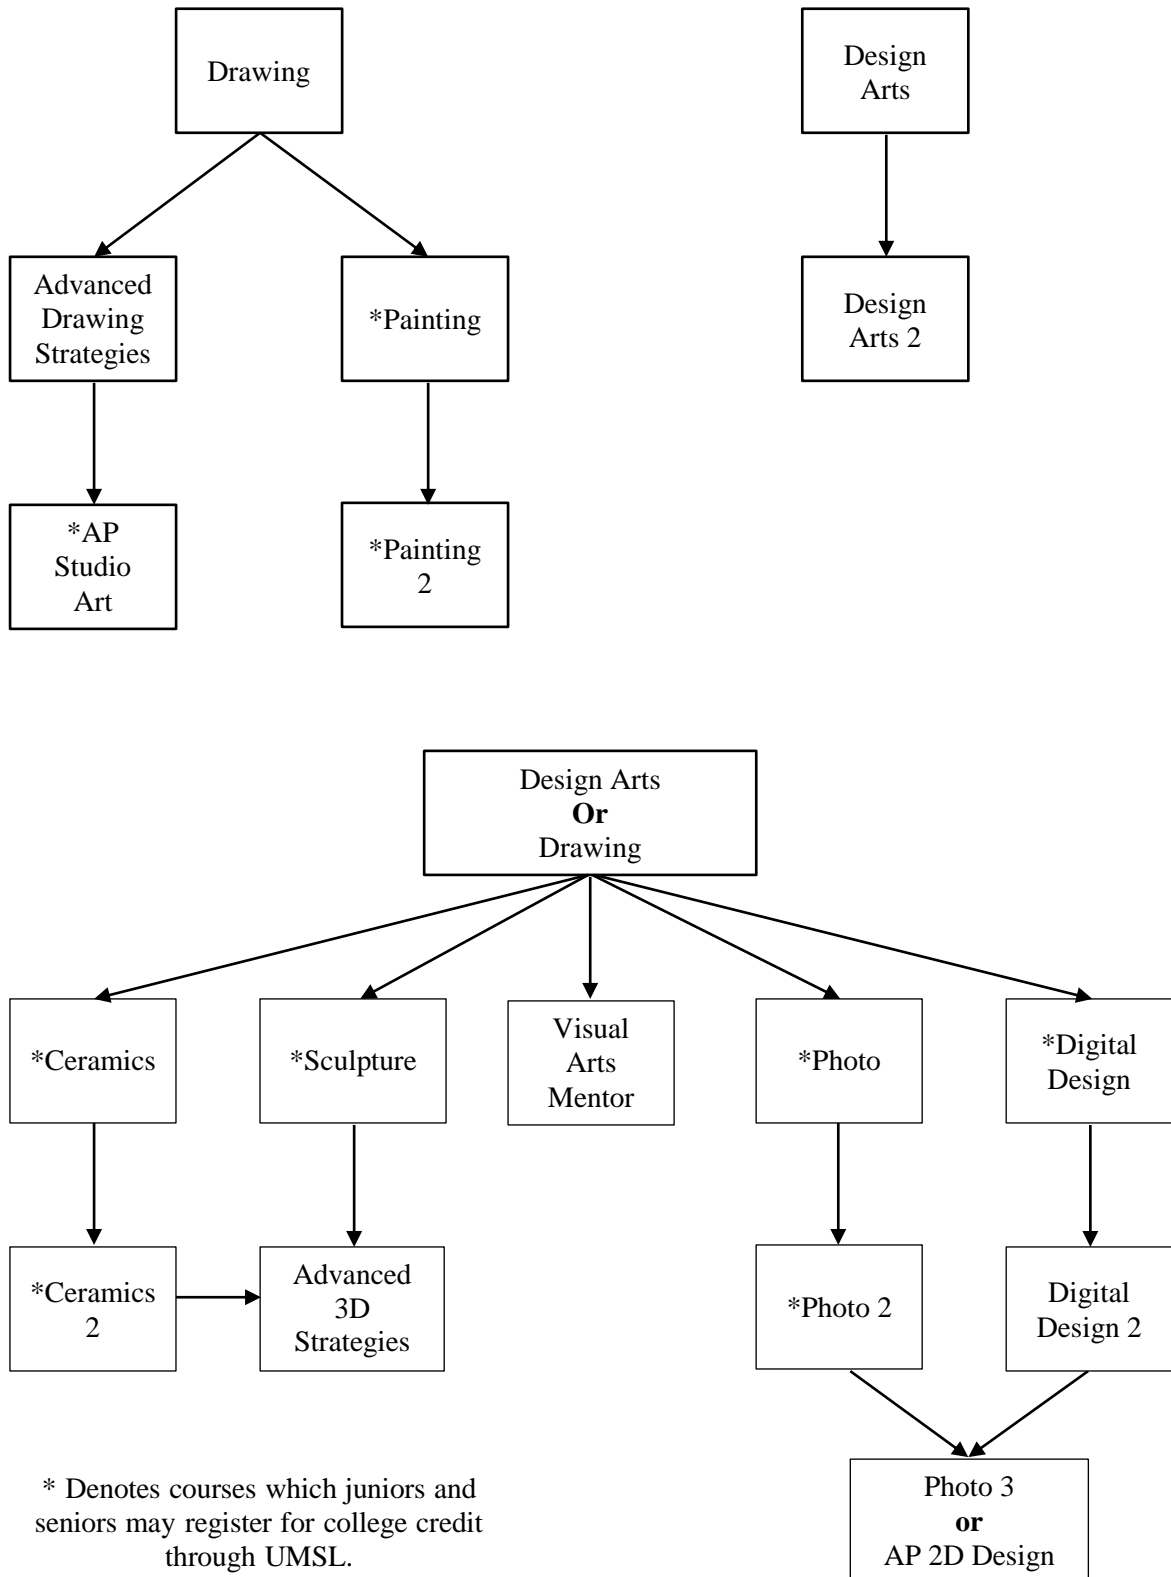 Drawing
Design
Arts
Advanced
Drawing
Strategies
*Painting
Design
Arts 2
*AP
Studio
Art
*Painting
2
Design Arts
Or
Drawing
*Ceramics
*Sculpture
Visual
Arts
Mentor
*Photo
*Digital
Design
*Ceramics
2
Advanced
3D
Strategies
*Photo 2
Digital
Design 2
* Denotes courses which juniors and
seniors may register for college credit
through UMSL.
Photo 3
or
AP 2D Design